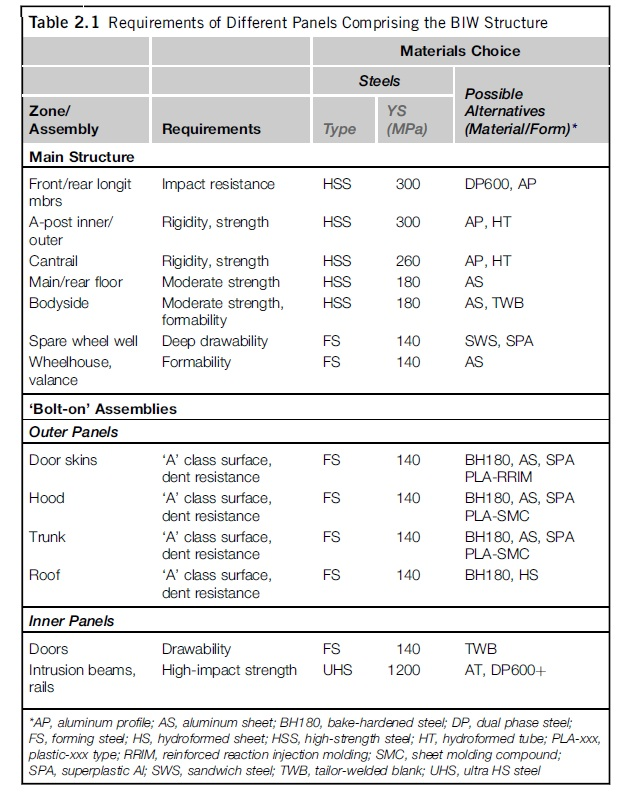 Table 2.1 Requirements of Different Panels Comprising the BIW Structure
Materials Choice
Steels
Zone/
Assembly
Requirements
Type
YS
(MPa)
Possible
Alternatives
(Material/Form)*
Main Structure
Front/rear longit Impact resistance HSS 300 DP600, AP
mbrs
A-post inner/ Rigidity, strength HSS 300 AP, HT
outer
Cantrail Rigidity, strength HSS 260 AP, HT
Main/rear floor Moderate strength HSS 180 AS
Bodyside Moderate strength, HSS 180 AS, TWB
formability
Spare wheel well Deep drawability FS 140 SWS, SPA
Wheelhouse, Formability FS 140 AS
valance
‘Bolt-on’ Assemblies
Outer Panels
Door skins ‘A’ class surface, FS 140 BH180, AS, SPA
dent resistance PLA-RRIM
Hood ‘A’ class surface, FS 140 BH180, AS, SPA
dent resistance PLA-SMC
Trunk ‘A’ class surface, FS 140 BH180, AS, SPA
dent resistance PLA-SMC
Roof ‘A’ class surface, FS 140 BH180, HS
dent resistance
Inner Panels
Doors Drawability FS 140 TWB
Intrusion beams, High-impact strength UHS 1200 AT, DP600+
rails
*AP, aluminum profile; AS, aluminum sheet; BH180, bake-hardened steel; DP, dual phase steel;
FS, forming steel; HS, hydroformed sheet; HSS, high-strength steel; HT, hydroformed tube; PLA-xxx,
plastic-xxx type; RRIM, reinforced reaction injection molding; SMC, sheet molding compound;
SPA, superplastic Al; SWS, sandwich steel; TWB, tailor-welded blank; UHS, ultra HS steel